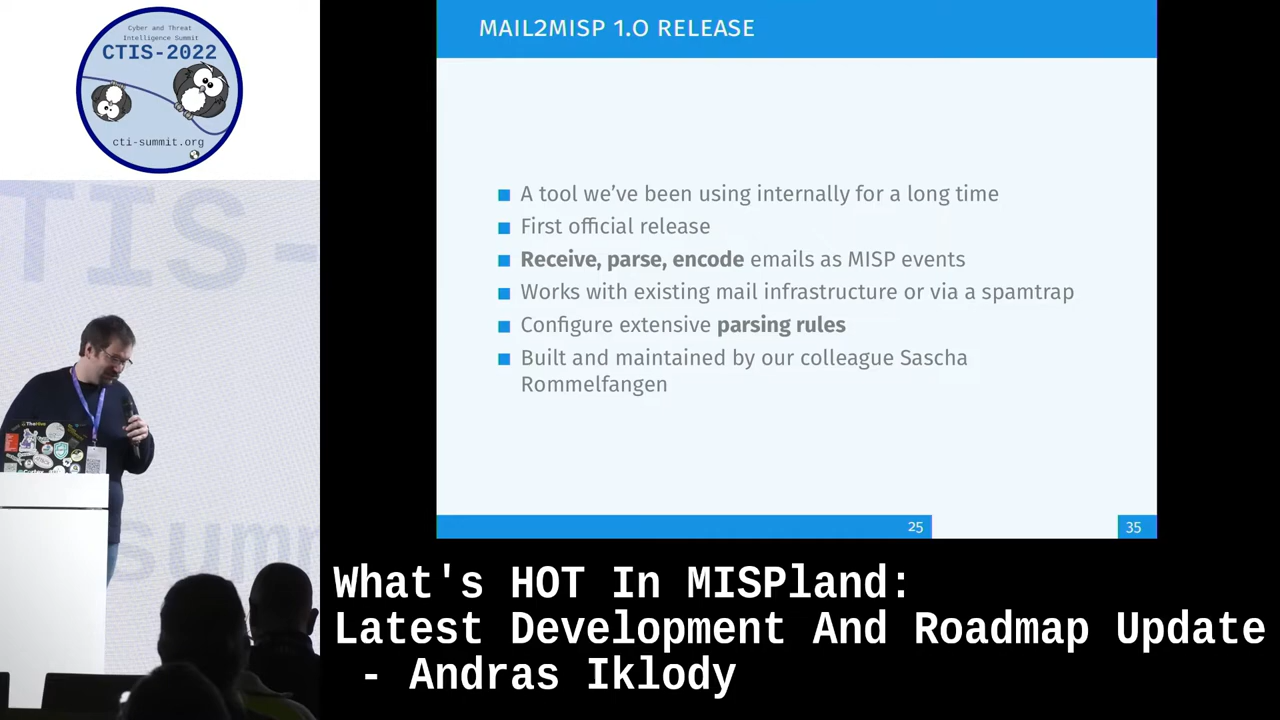 Cyber and Threat
Intelligence Summit
CTIS-2022
cti-summit.org
MAIL2MISP 1.0 RELEASE
A tool we've been using internally for a long time
First official release
Receive, parse, encode emails as MISP events
Works with existing mail infrastructure or via a spamtrap
Configure extensive parsing rules
Built and maintained by our colleague Sascha
Rommelfangen
25
35
TIS-
summ
TheHive
What's HOT In MISPland:
Latest Development And Roadmap Update
- Andras Iklody